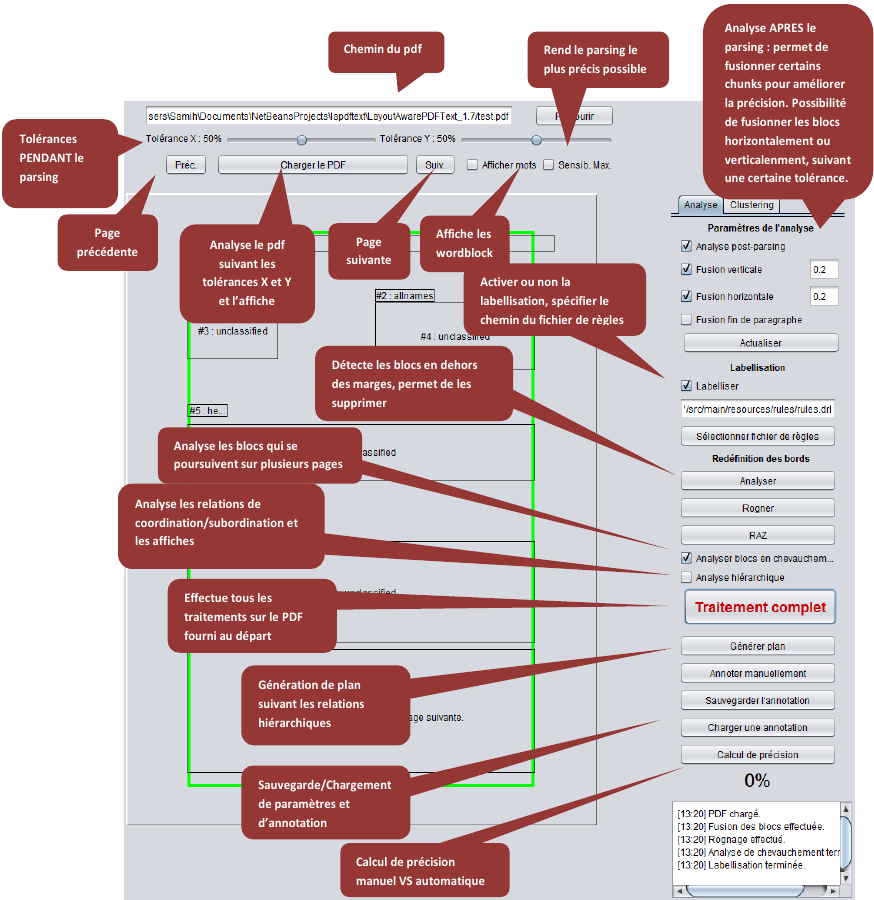 Chemin du pdf
Rend le parsing le
plus précis possible
Analyse APRES le
parsing : permet de
fusionner certains
chunks pour améliorer
la précision. Possibilité
de fusionner les blocs
horizontalement ou
verticalenment, suivant
une certaine tolérance.
sers\Samih\Documents\NetBeansProjects\lapdftext\LayoutAwarePDFText_1.7/test.pdf
Tolérances
PENDANT le
parsing
Tolérance X : 50%
Tolérance Y : 50%
Préc.
Charger le PDF
Suiv.
Afficher mots
Sensib. Max.
Page
précédente
Analyse le pdf
suivant les
tolérances X et Y
et l'affiche
Page
suivante
Affiche les
wordblock
Activer ou non la
labellisation, spécifier le
chemin du fichier de règles
#2 : allnames
#3 : unclassified
#4 : unclassified
Détecte les blocs en dehors
des marges, permet de les
supprimer
#5 : he...
Analyse les blocs qui se
poursuivent sur plusieurs pages
Analyse les relations de
coordination/subordination et
les affiches
Effectue tous les
traitements sur le PDF
fourni au départ
Génération de plan
suivant les relations
hiérarchiques
suivante.
Sauvegarde/Chargement
de paramètres et
d'annotation
Calcul de précision
manuel VS automatique
Analyse
Clustering
Paramètres de l'analyse
Analyse post-parsing
Fusion verticale
0.2
Fusion horizontale
0.2
Fusion fin de paragraphe
Actualiser
Labellisation
Labelliser
'/src/main/resources/rules/rules.drl
Sélectionner fichier de règles
Redéfinition des bords
Analyser
Rogner
RAZ
Analyser blocs en chevauchem...
Analyse hiérarchique
Traitement complet
Générer plan
Annoter manuellement
Sauvegarder l'annotation
Charger une annotation
Calcul de précision
0%
[13:20] PDF chargé.
[13:20] Fusion des blocs effectuée.
[13:20] Rognage effectué.
[13:20] Analyse de chevauchement terr
[13:20] Labellisation terminée.